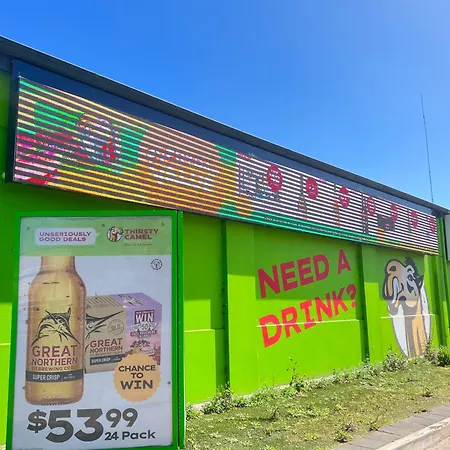 UNSERIOUSLY
GOOD DEALS
THIRSTY
CAMEL
GREAT
NORTHERN
BREWING CO.
SUPER CRISP
GREAT
NORTHERN
WIN
CHANCE TO
WIN
$53.99
24 Pack
NEED A
DRINK?